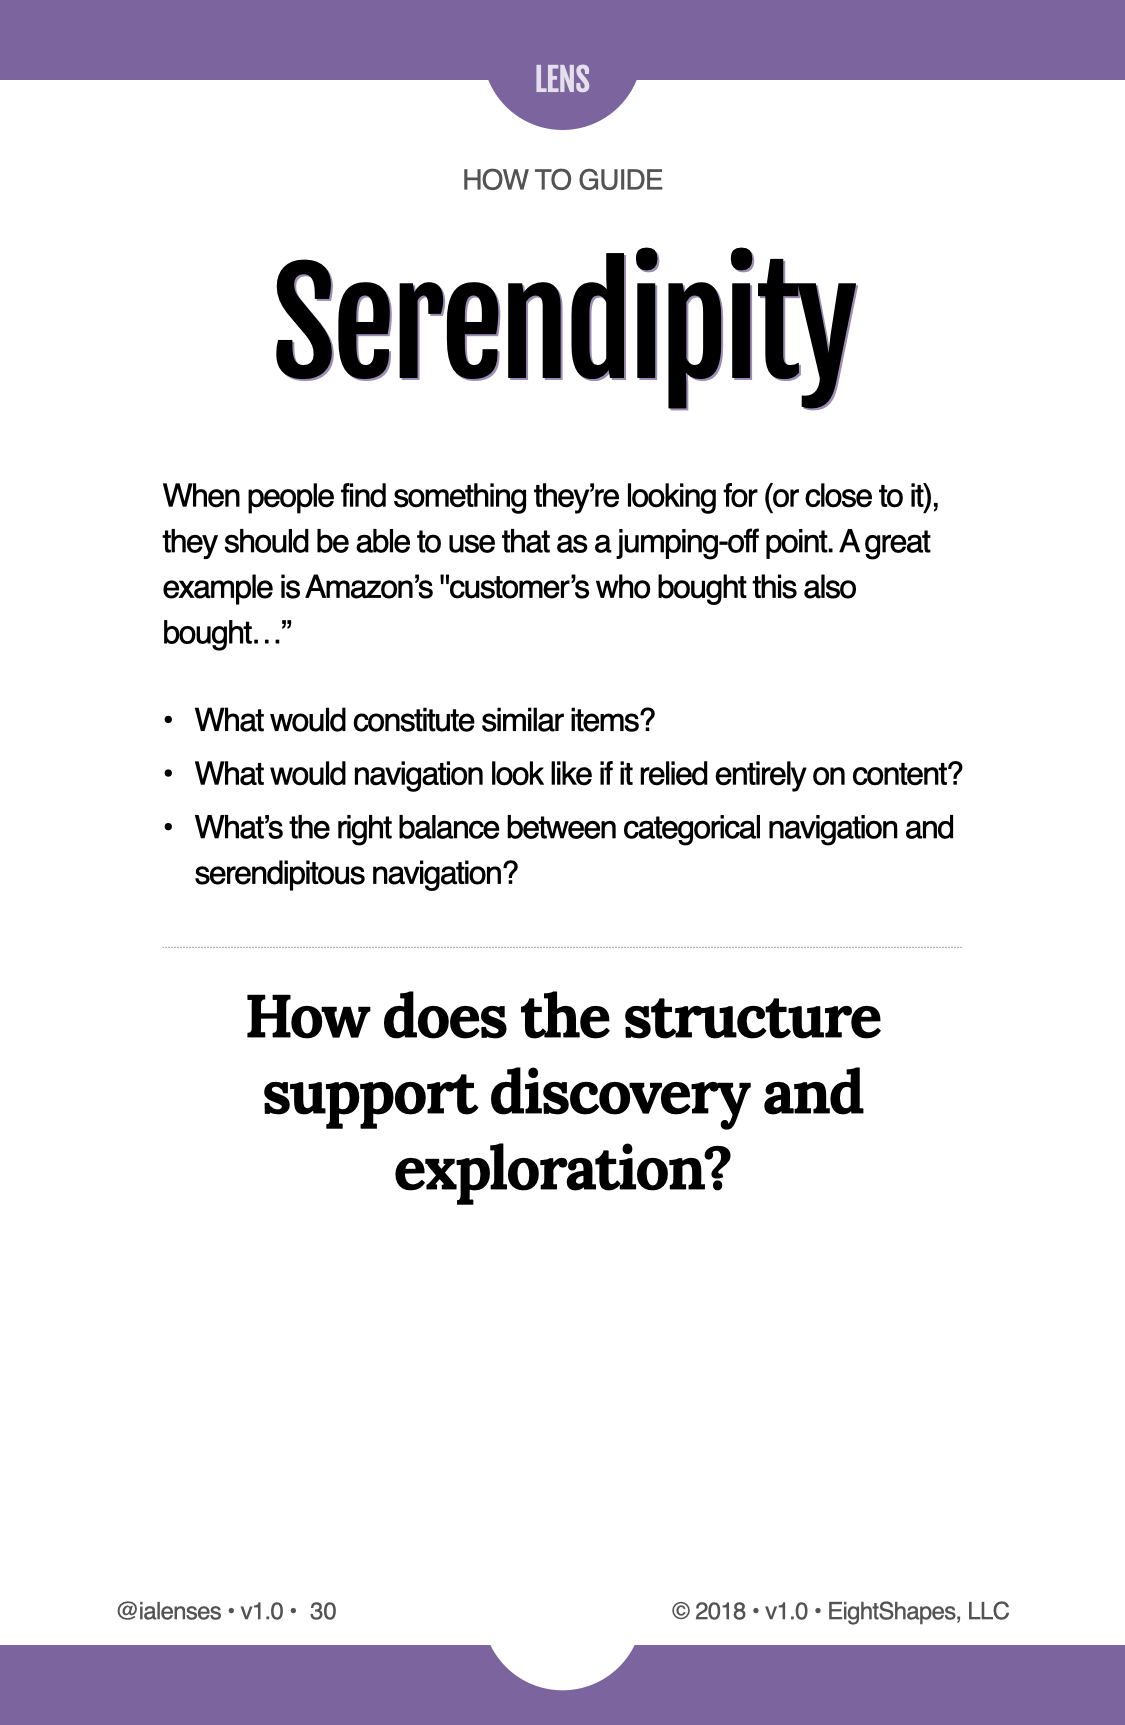 LENS
HOW TO GUIDE
Serendipity
When people find something they’re looking for (or close to it),
they should be able to use that as a jumping-off point. A great
example is Amazon’s "customer’s who bought this also
bought…”
• What would constitute similar items?
• What would navigation look like if it relied entirely on content?
• What’s the right balance between categorical navigation and
serendipitous navigation?
How does the structure
support discovery and
exploration?
@ialenses • v1.0 • 30
© 2018 • v1.0 • EightShapes, LLC